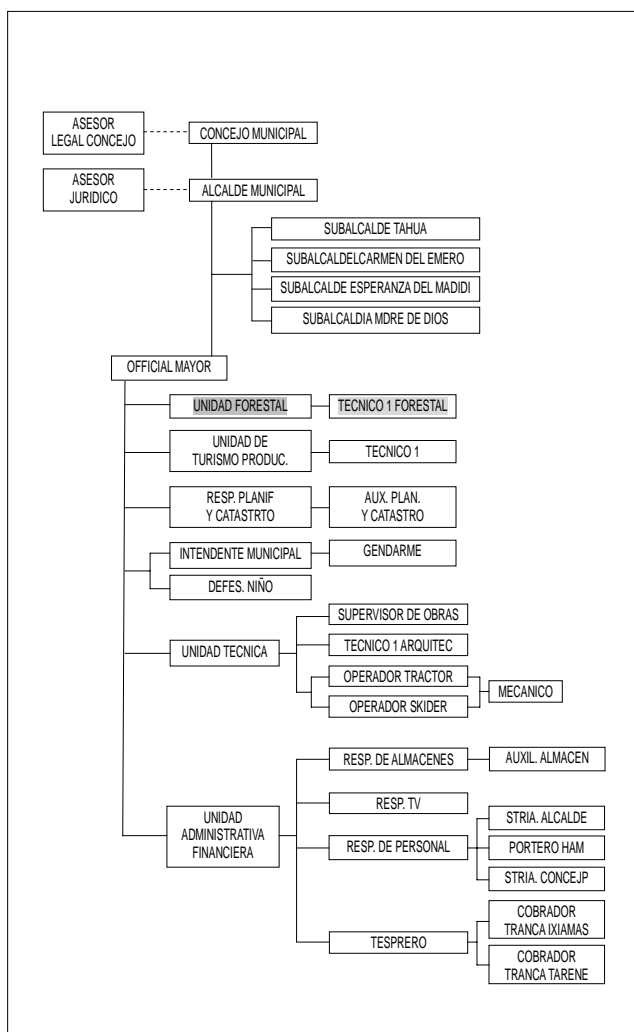 ASESOR
LEGAL CONCEJO
CONCEJO MUNICIPAL
ASESOR
JURIDICO
ALCALDE MUNICIPAL
SUBALCALDE TAHUA
SUBALCALDELCARMEN DEL EMERO
SUBALCALDE ESPERANZA DEL MADIDI
SUBALCALDIA MDRE DE DIOS
OFFICIAL MAYOR
UNIDAD FORESTAL
TECNICO 1 FORESTAL
UNIDAD DE
TURISMO PRODUC.
TECNICO 1
RESP. PLANIF
Y CATASTRTO
AUX. PLAN.
Y CATASTRO
INTENDENTE MUNICIPAL
GENDARME
DEFES. NIÑO
UNIDAD TECNICA
SUPERVISOR DE OBRAS
TECNICO 1 ARQUITEC
OPERADOR TRACTOR
OPERADOR SKIDER
MECANICO
UNIDAD
ADMINISTRATIVA
FINANCIERA
RESP. DE ALMACENES
AUXIL. ALMACEN
RESP. TV
RESP. DE PERSONAL
STRIA. ALCALDE
PORTERO HAM
STRIA. CONCEJP
TESPRERO
COBRADOR
TRANCA IXIAMAS
COBRADOR
TRANCA TARENE